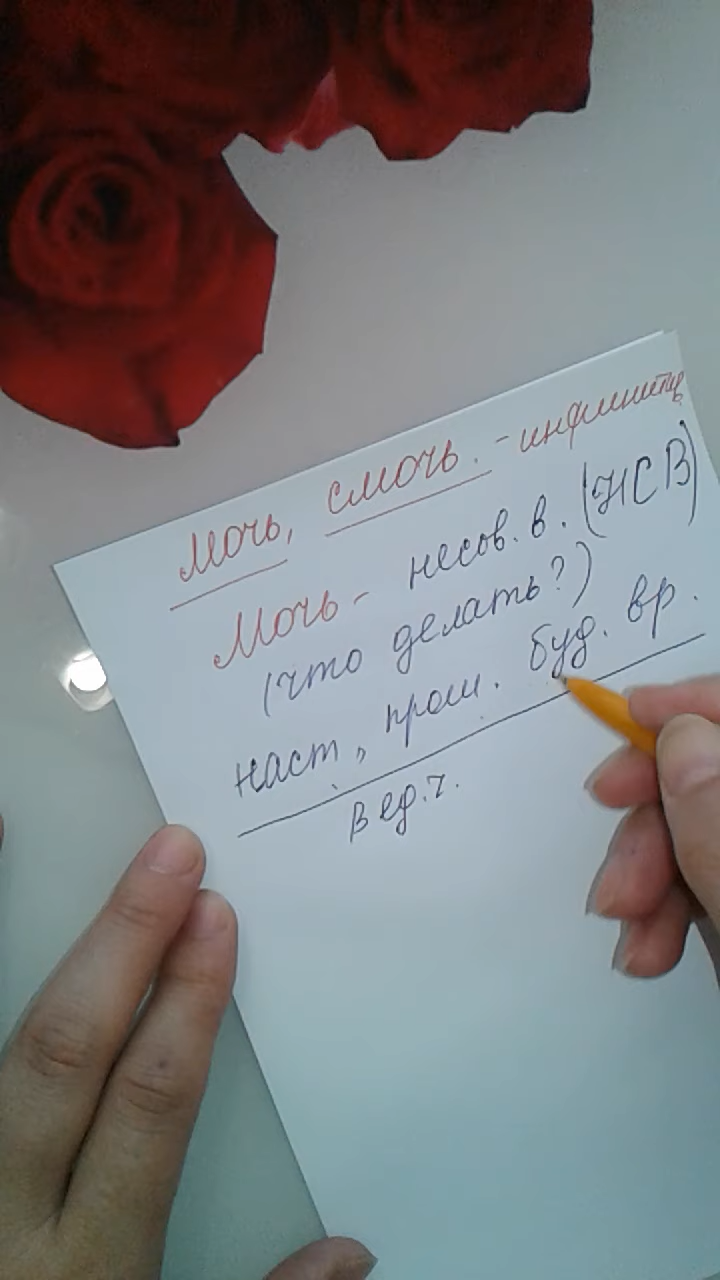 Мочь, смочь. - инфинитив
Мочь - несов. в. (НСВ)
(что делать?)
наст, прош. буд. вр.
в ед.ч.